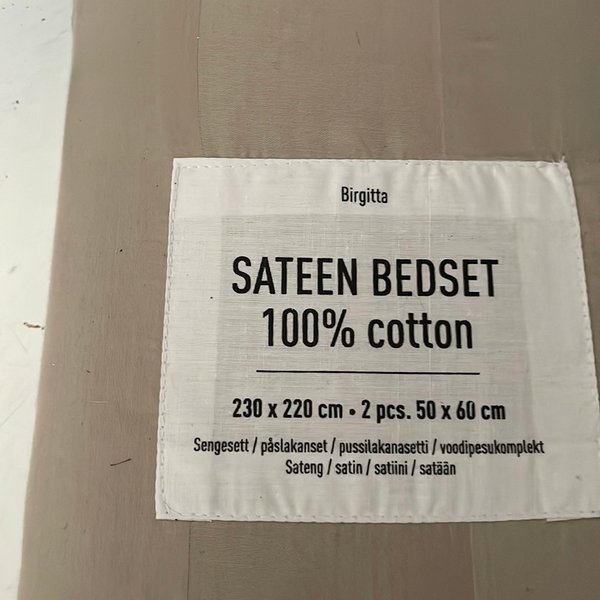 Birgitta
SATEEN BEDSET
100% cotton
230 x 220 cm • 2 pcs. 50 x 60 cm
Sengesett / påslakanset / pussilakanasetti / voodipesukomplekt
Sateng / satin / satiini / satään